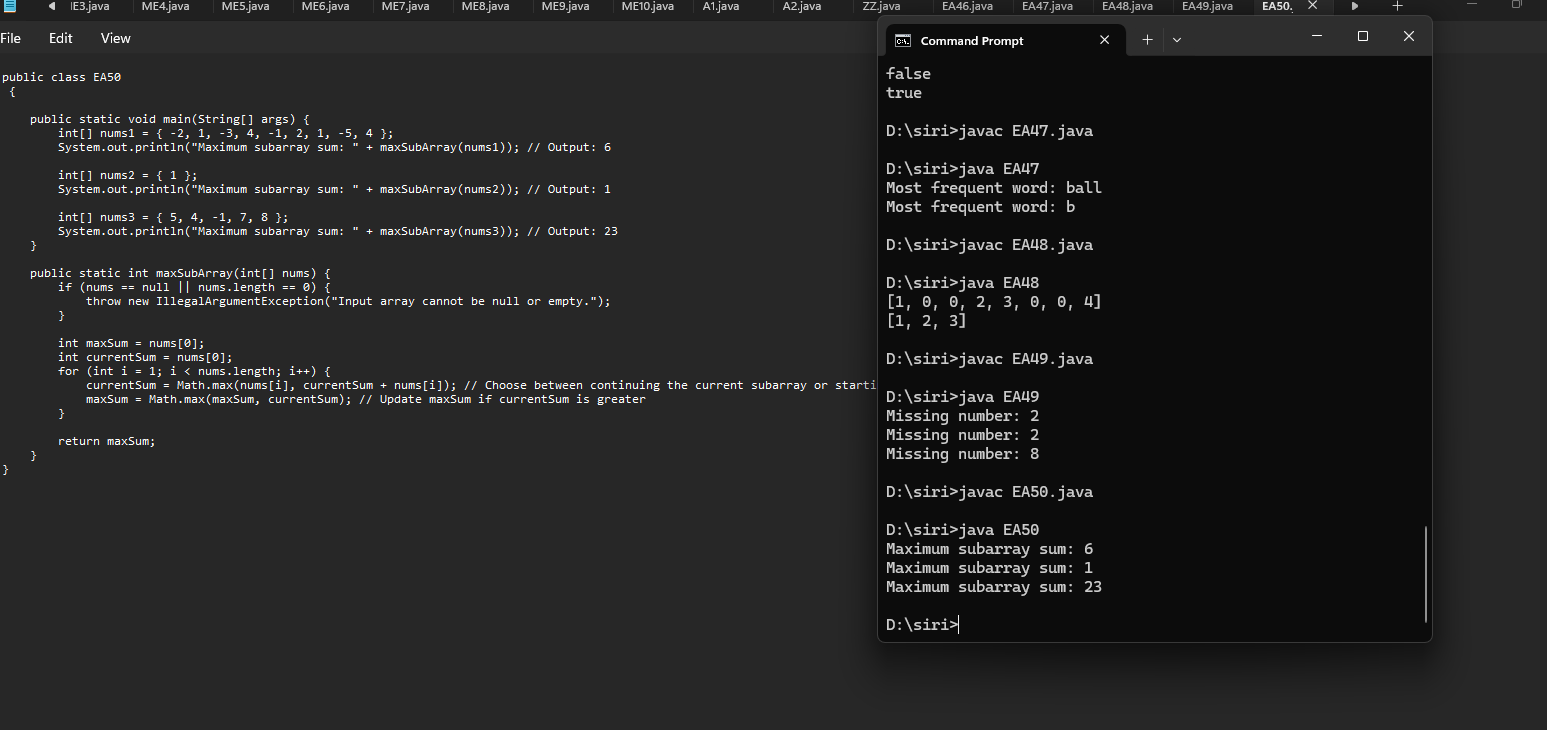 IE3.java ME4.java ME5.java ME6.java ME7.java ME8.java ME9.java ME10.java A1.java A2.java ZZ.java EA46.java EA47.java EA48.java EA49.java EA50.
File Edit View
public class EA50
{
public static void main(String[] args) {
int[] nums1 = { -2, 1, -3, 4, -1, 2, 1, -5, 4 };
System.out.println("Maximum subarray sum: " + maxSubArray(nums1)); // Output: 6
int[] nums2 = { 1 };
System.out.println("Maximum subarray sum: " + maxSubArray(nums2)); // Output: 1
int[] nums3 = { 5, 4, -1, 7, 8 };
System.out.println("Maximum subarray sum: " + maxSubArray(nums3)); // Output: 23
}
public static int maxSubArray(int[] nums) {
if (nums == null || nums.length == 0) {
throw new IllegalArgumentException("Input array cannot be null or empty.");
}
int maxSum = nums[0];
int currentSum = nums[0];
for (int i = 1; i < nums.length; i++) {
currentSum = Math.max(nums[i], currentSum + nums[i]); // Choose between continuing the current subarray or starti
maxSum = Math.max(maxSum, currentSum); // Update maxSum if currentSum is greater
}
return maxSum;
}
}
Command Prompt
false
true
D:\siri>javac EA47.java
D:\siri>java EA47
Most frequent word: ball
Most frequent word: b
D:\siri>javac EA48.java
D:\siri>java EA48
[1, 0, 0, 2, 3, 0, 0, 4]
[1, 2, 3]
D:\siri>javac EA49.java
D:\siri>java EA49
Missing number: 2
Missing number: 2
Missing number: 8
D:\siri>javac EA50.java
D:\siri>java EA50
Maximum subarray sum: 6
Maximum subarray sum: 1
Maximum subarray sum: 23
D:\siri>